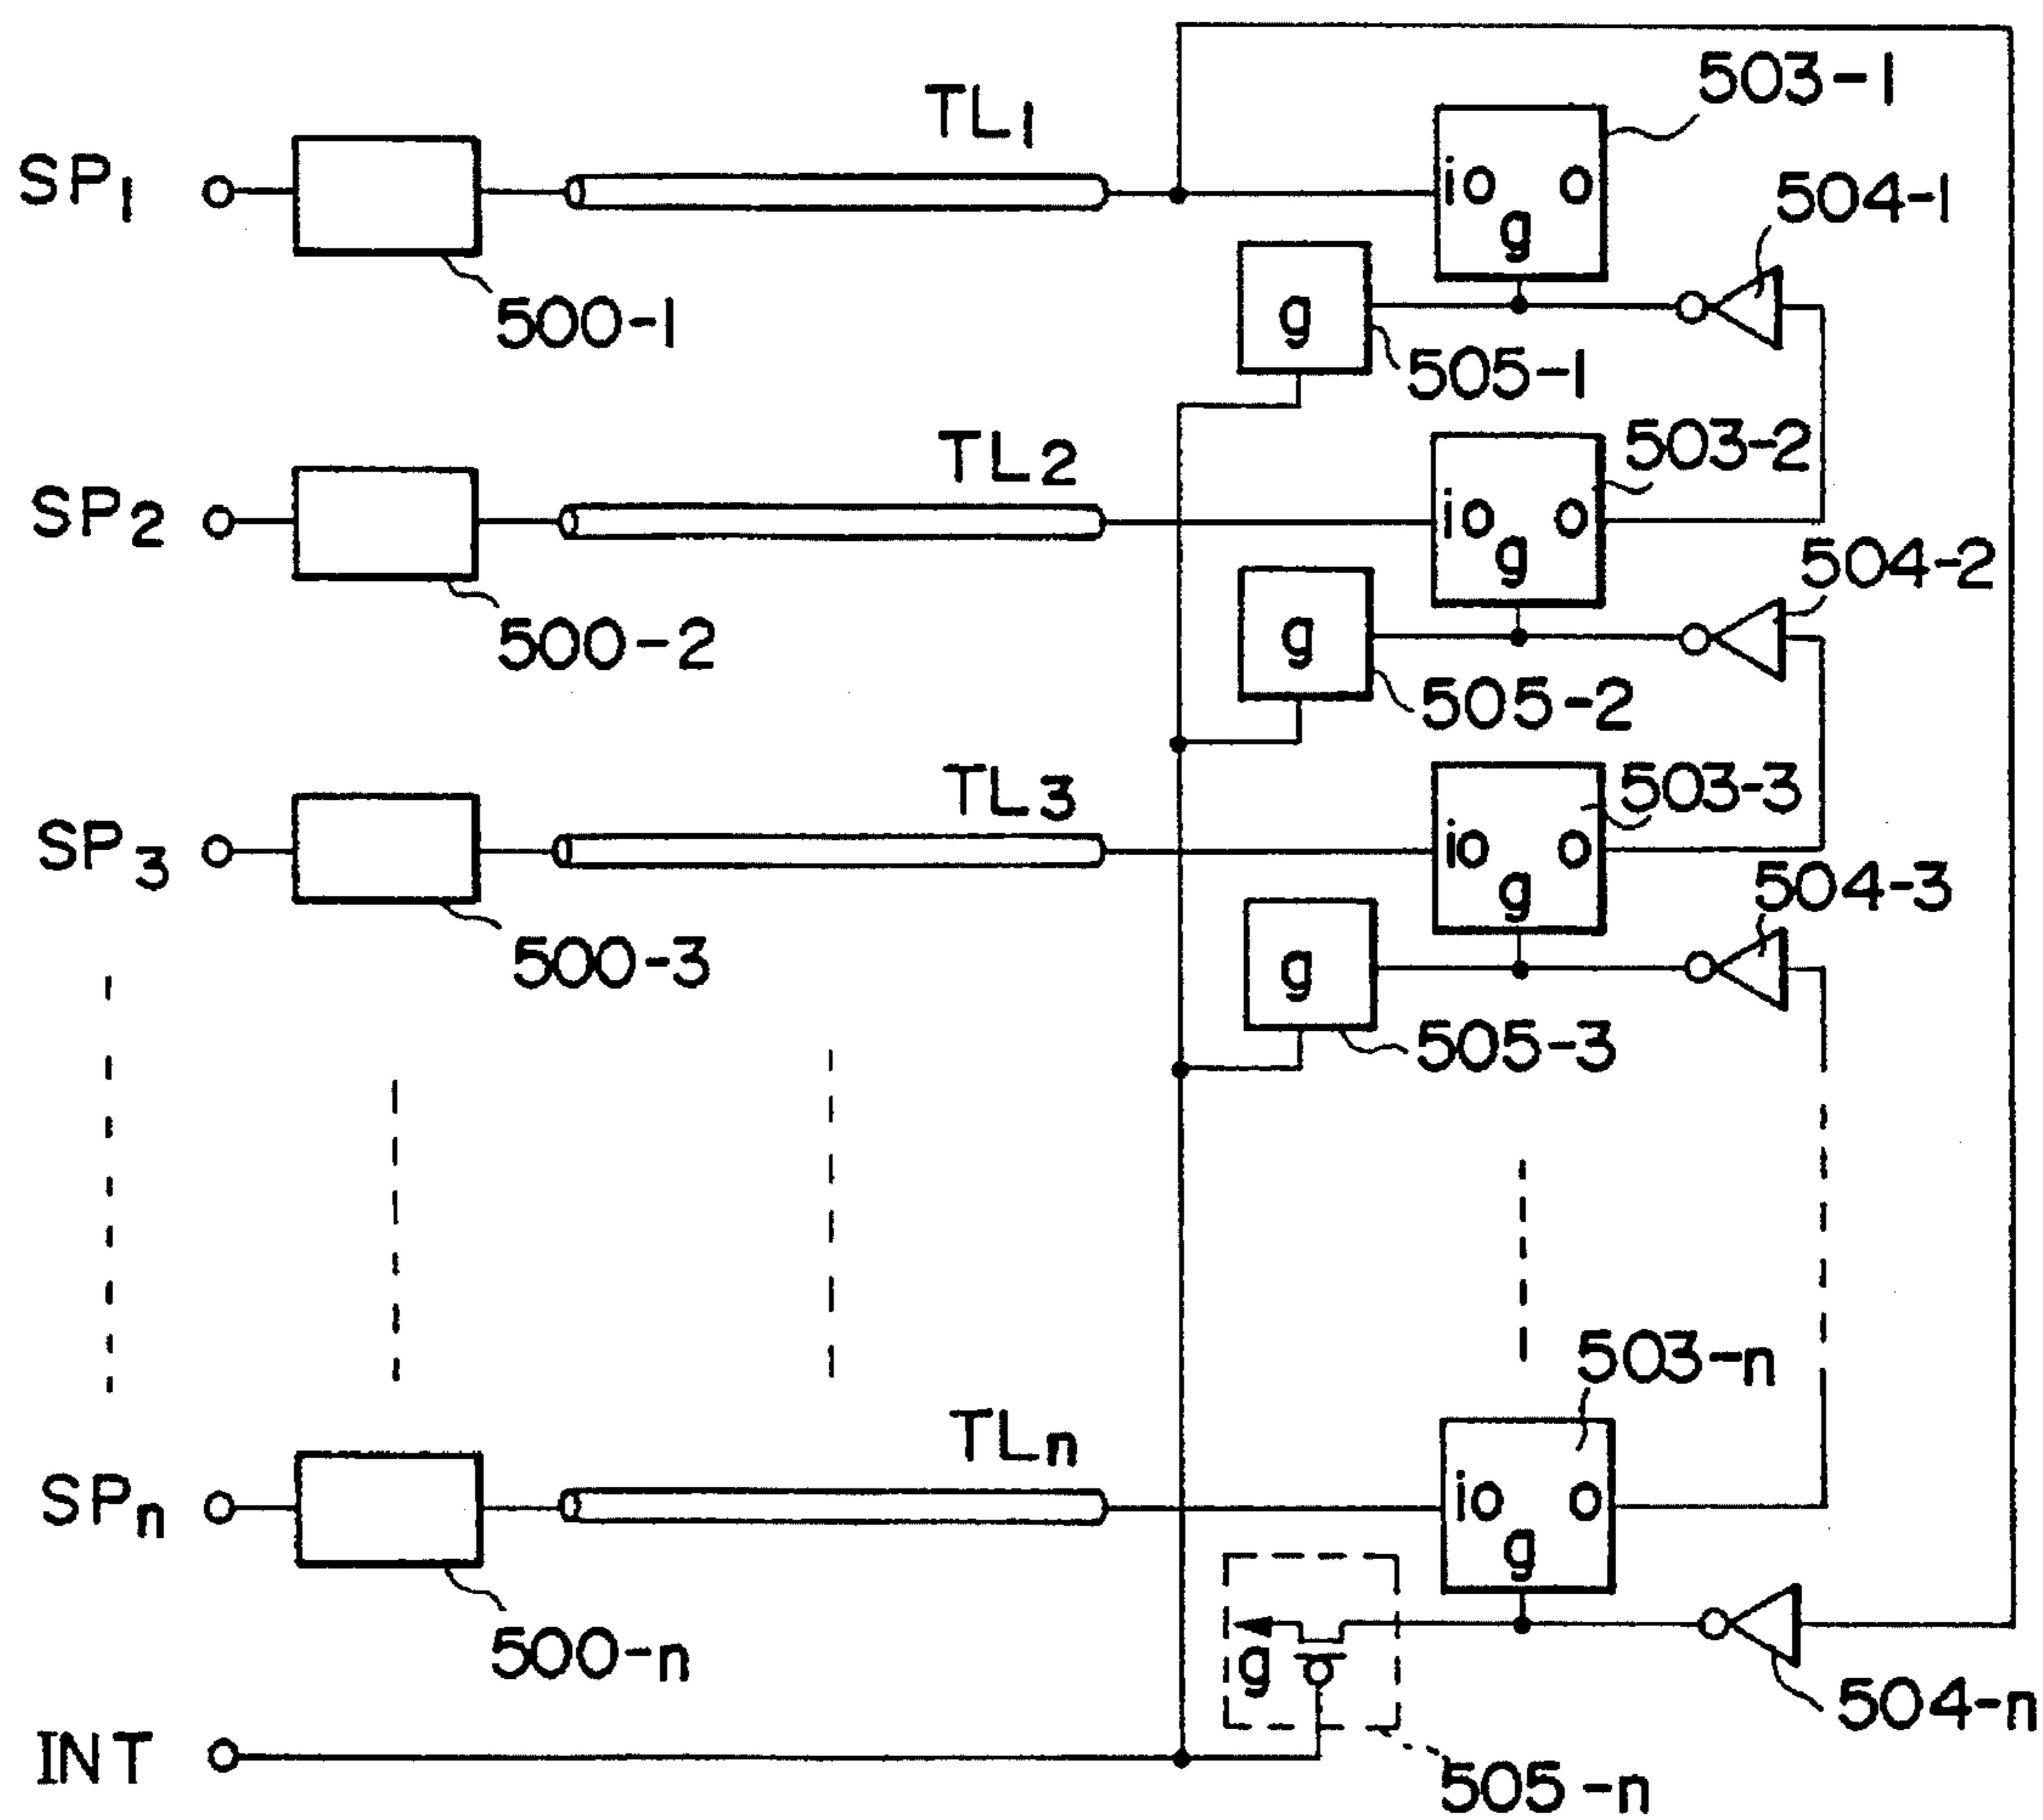 503-1
TL1
SP1
io o
g
504-1
500-1
g
505-1
TL2
503-2
SP2
io o
g
504-2
500-2
g
505-2
TL3
503-3
SP3
io o
g
504-3
500-3
g
505-3
503-n
TLn
SPn
io o
g
500-n
g
504-n
INT
505-n